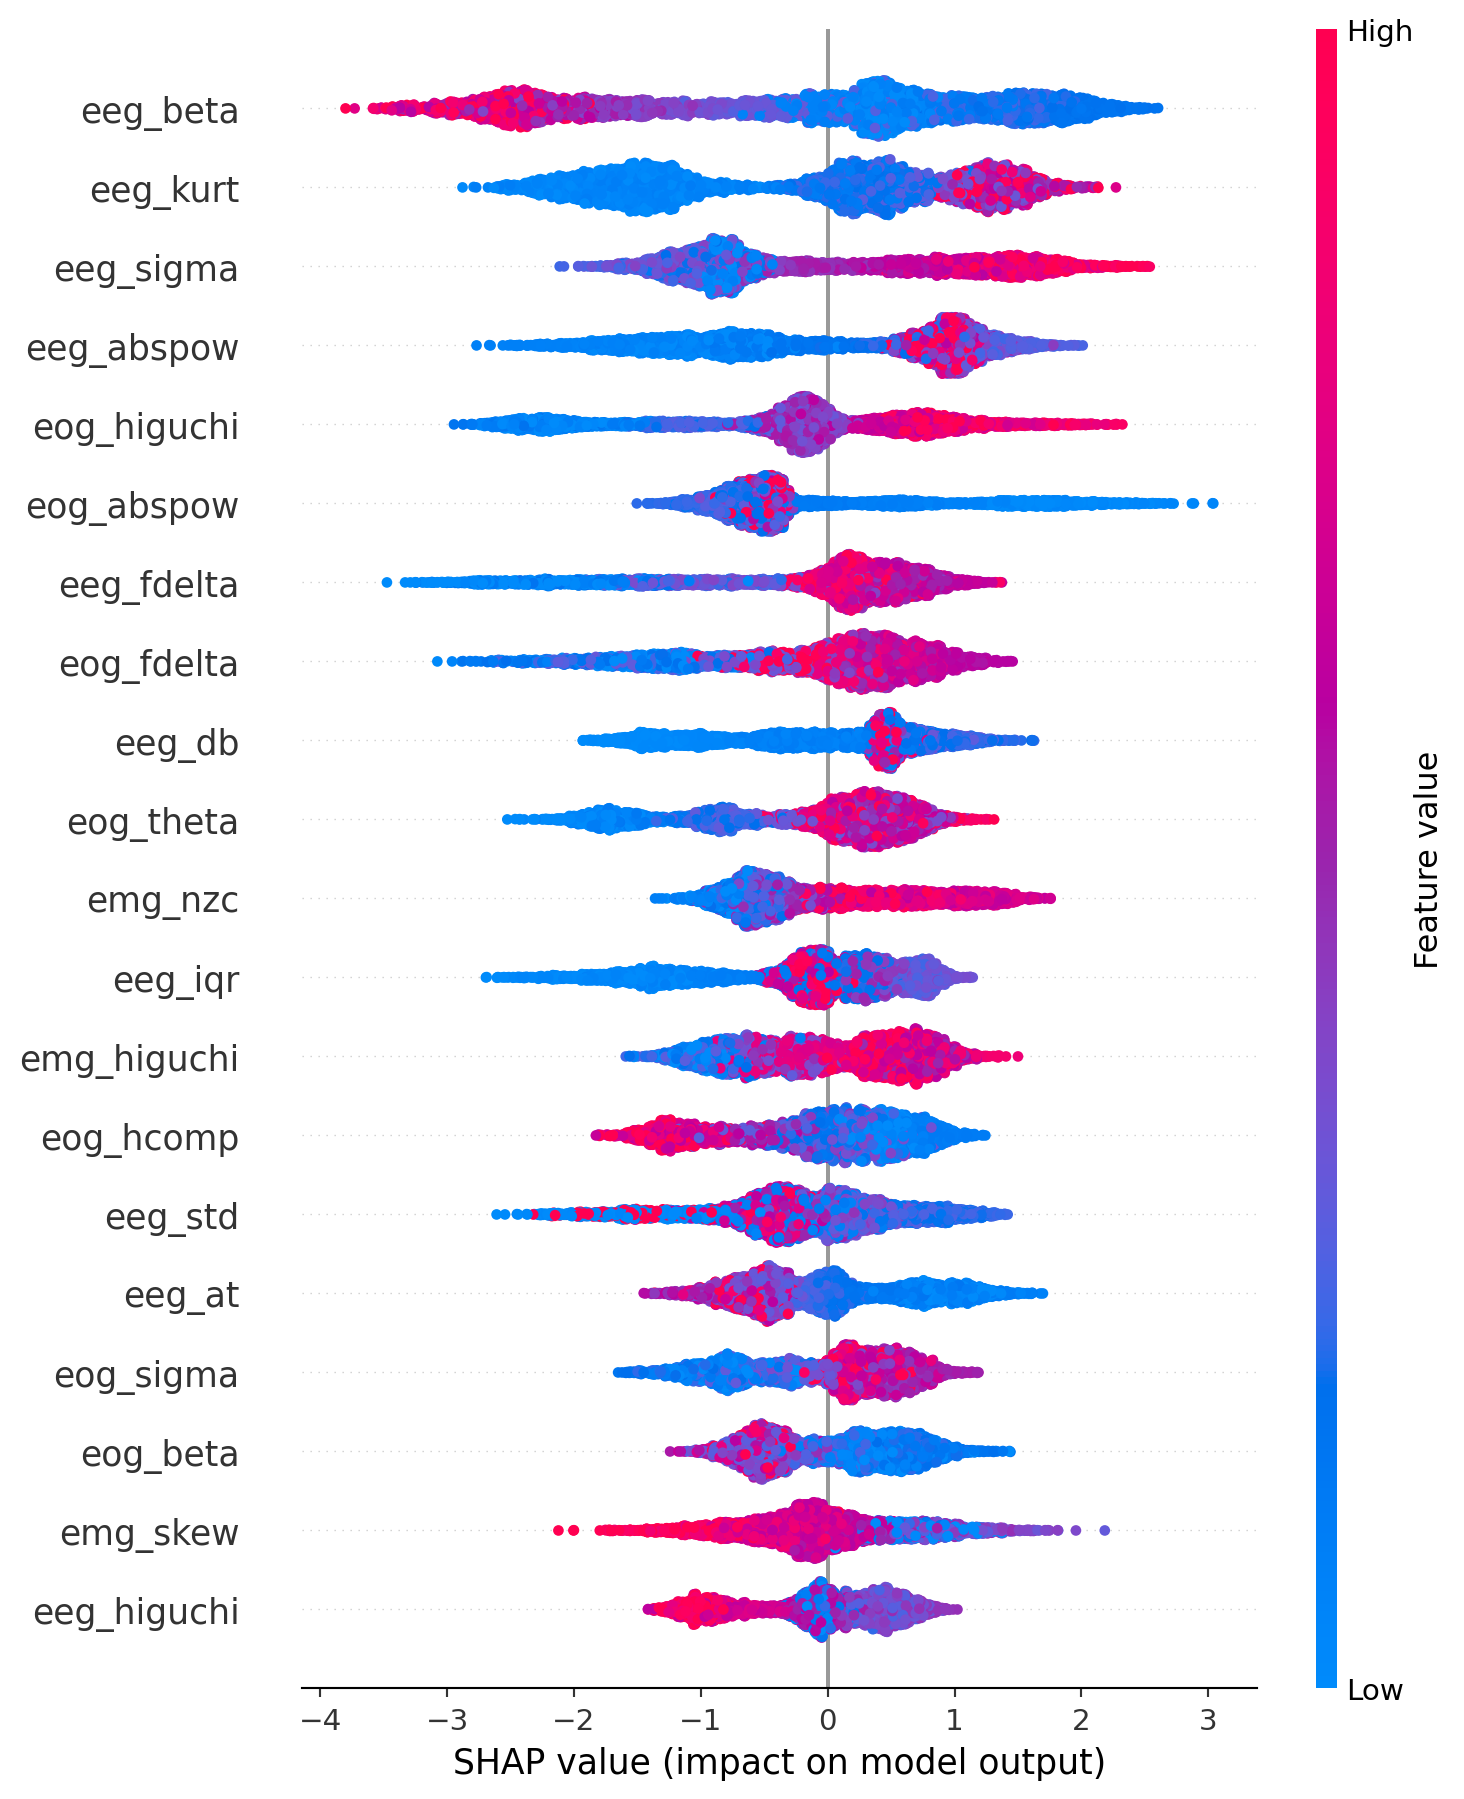 High
eeg_beta
eeg_kurt
eeg_sigma
eeg_abspow
eog_higuchi
eog_abspow
eeg_fdelta
eog_fdelta
eeg_db
eog_theta
emg_nzc
eeg_iqr
emg_higuchi
eog_hcomp
eeg_std
eeg_at
eog_sigma
eog_beta
emg_skew
eeg_higuchi
Feature value
Low
−4 −3 −2 −1 0 1 2 3
SHAP value (impact on model output)